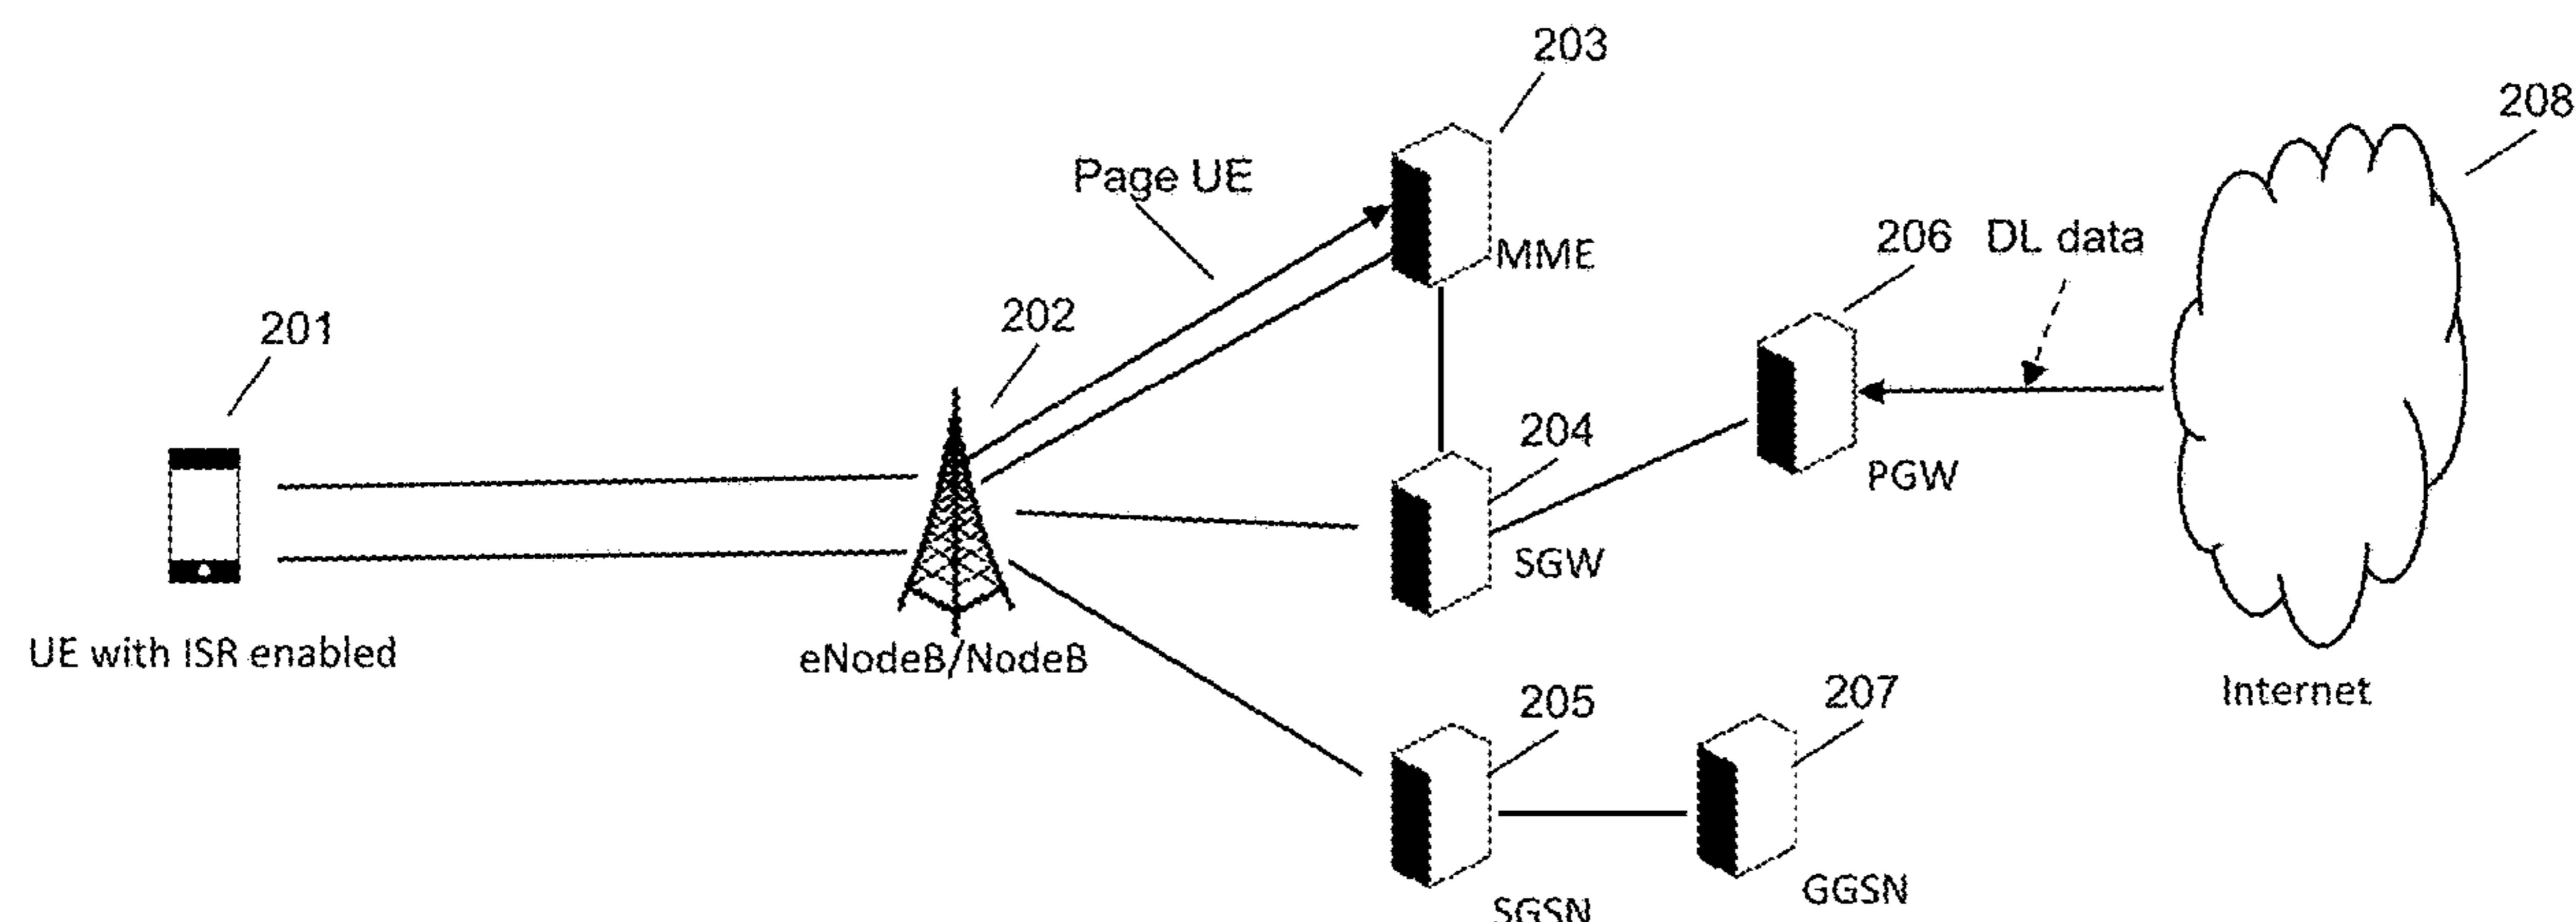 203
208
Page UE
206 DL data
MME
202
201
204
PGW
SGW
UE with ISR enabled
eNodeB/NodeB
205
207
Internet
GGSN
SGSN